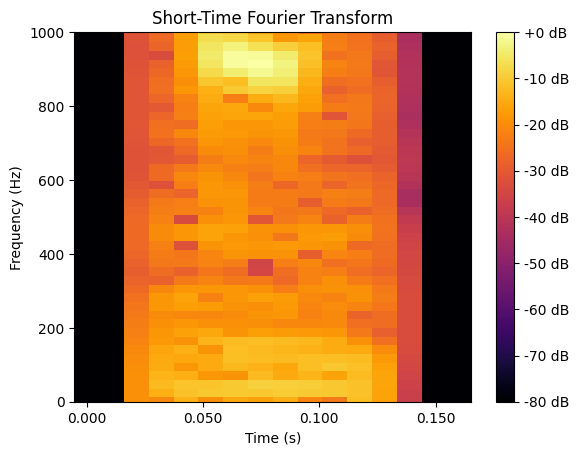 Short-Time Fourier Transform
1000
800
600
400
200
0
Frequency (Hz)
0.000
0.050
0.100
0.150
Time (s)
+0 dB
-10 dB
-20 dB
-30 dB
-40 dB
-50 dB
-60 dB
-70 dB
-80 dB